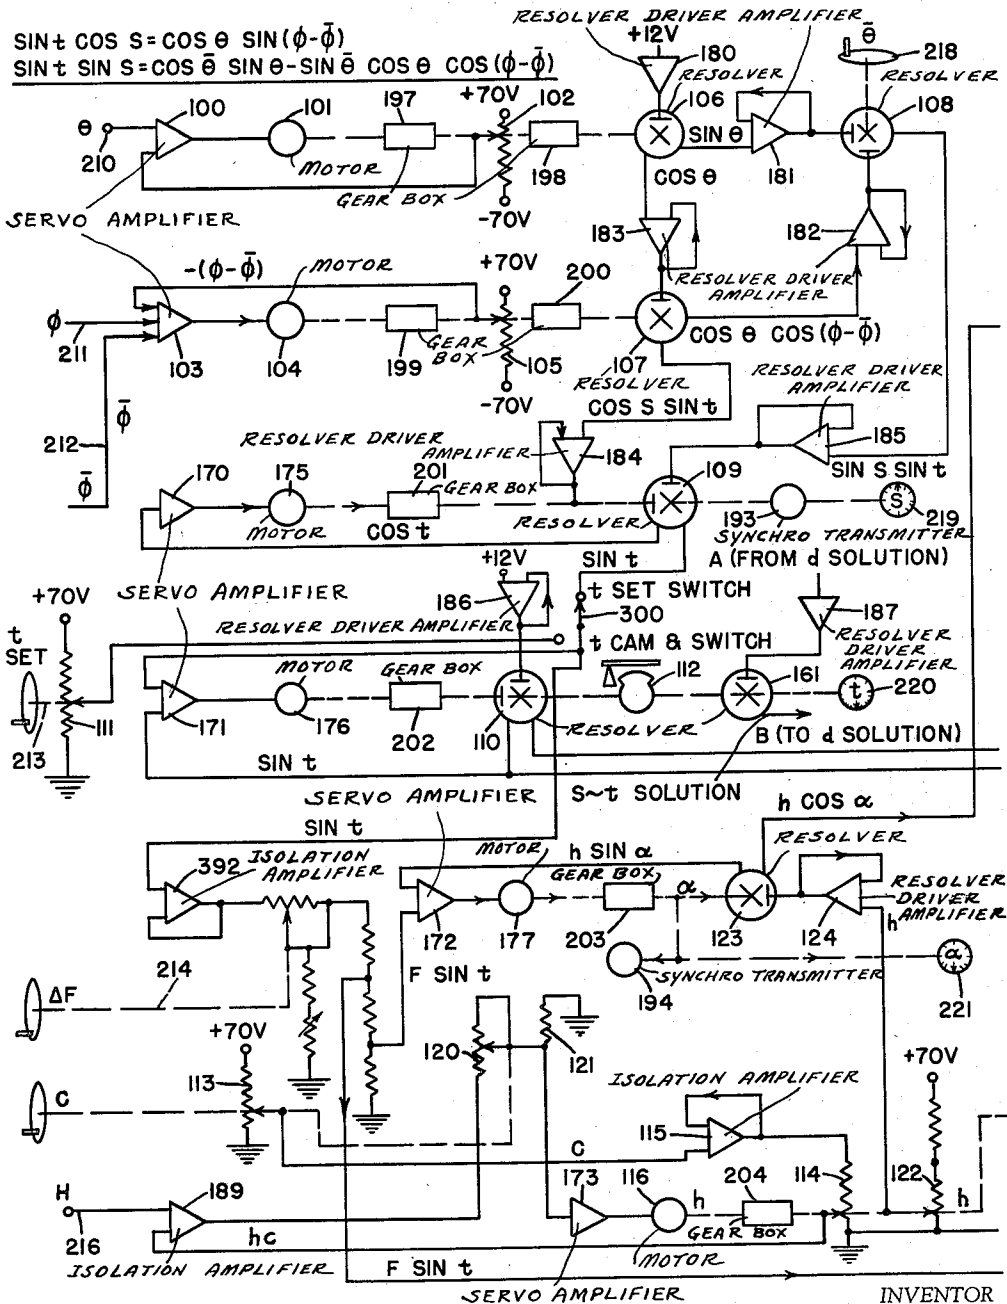 SIN t COS S = COS θ SIN (φ-φ̄)
SIN t SIN S = COS θ̄ SIN θ - SIN θ̄ COS θ COS (φ-φ̄)
RESOLVER DRIVER AMPLIFIER
+12V
180
θ̄
218
RESOLVER
RESOLVER
100
101
197
+70V
102
106
108
θ
210
SIN θ
181
MOTOR
GEAR BOX
198
COS θ
-70V
SERVO AMPLIFIER
183
182
RESOLVER DRIVER
AMPLIFIER
-(φ-φ̄)
MOTOR
+70V
200
φ
211
103
104
199
GEAR
BOX
105
107
COS θ COS (φ-φ̄)
RESOLVER
-70V
COS S SIN t
RESOLVER DRIVER
AMPLIFIER
φ̄
212
φ̄
RESOLVER DRIVER
AMPLIFIER
184
185
109
SIN S SIN t
170
175
201
GEAR BOX
MOTOR
COS t
RESOLVER
193
S
219
SYNCHRO TRANSMITTER
SIN t
A (FROM d SOLUTION)
SERVO AMPLIFIER
+12V
186
t SET SWITCH
300
187
+70V
RESOLVER DRIVER AMPLIFIER
t CAM & SWITCH
RESOLVER
DRIVER
AMPLIFIER
t
SET
MOTOR
GEAR BOX
112
161
t
220
111
213
171
176
202
110
RESOLVER
B (TO d SOLUTION)
SIN t
S~t SOLUTION
SERVO AMPLIFIER
h COS α
SIN t
RESOLVER
392
ISOLATION
AMPLIFIER
MOTOR
h SIN α
GEAR BOX
α
RESOLVER
DRIVER
AMPLIFIER
h
172
177
203
123
124
F SIN t
194
SYNCHRO TRANSMITTER
α
221
ΔF
214
+70V
113
120
121
+70V
C
ISOLATION AMPLIFIER
115
C
H
216
189
173
116
204
114
122
h
h
hc
GEAR BOX
MOTOR
ISOLATION AMPLIFIER
F SIN t
SERVO AMPLIFIER
INVENTOR